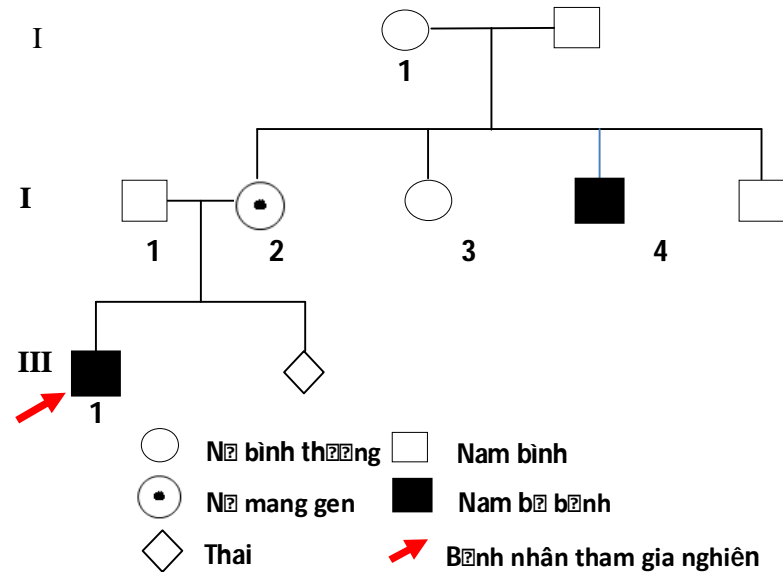 I
1
I
1 2 3 4
III
1
bình Nam bình
mang gen Nam
Thai nhân tham gia nghiên